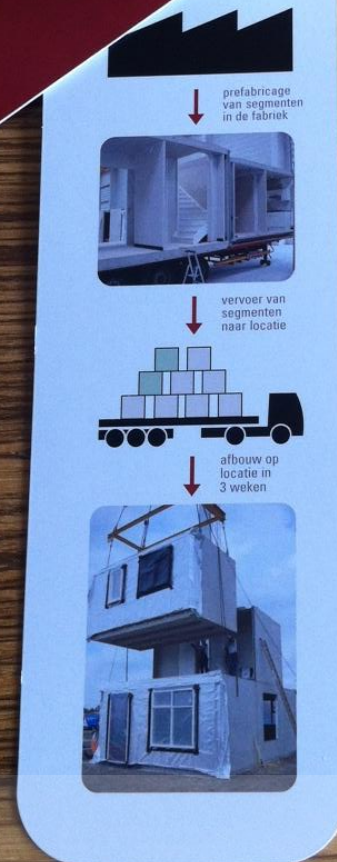 prefabricage
van segmenten
in de fabriek
vervoer van
segmenten
naar locatie
afbouw op
locatie in
3 weken